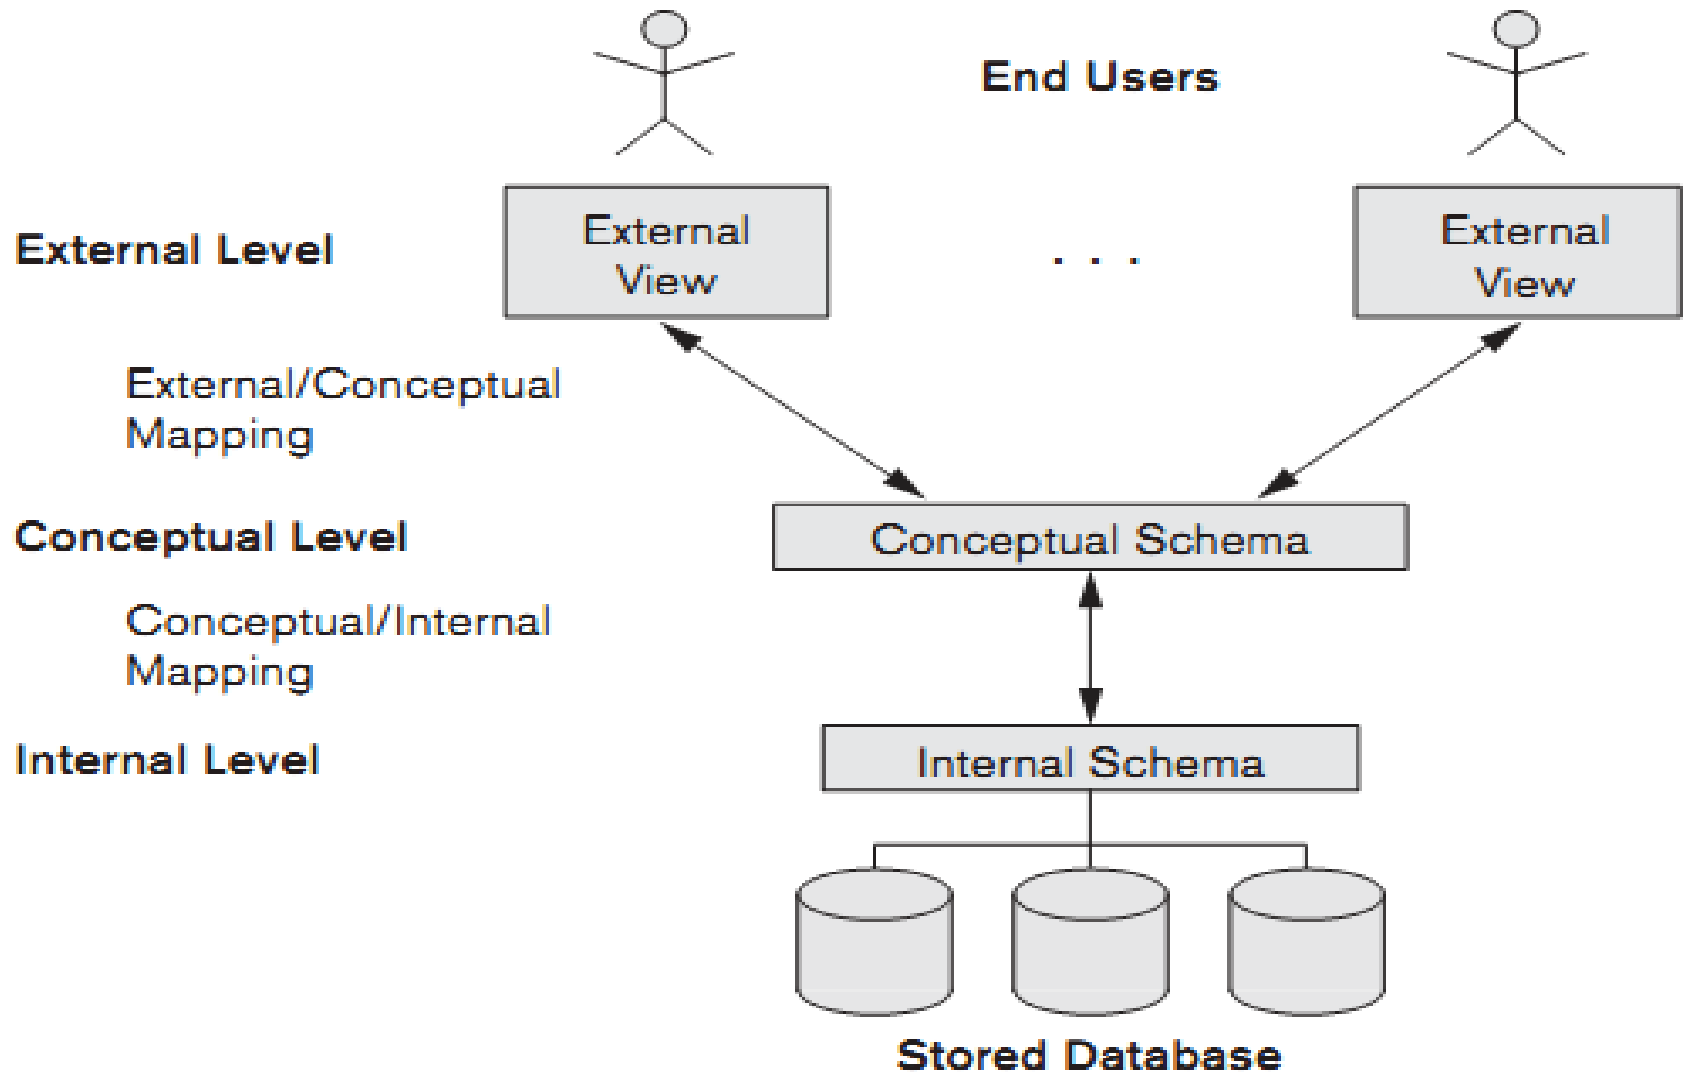 End Users
External Level
External
View
. . .
External
View
External/Conceptual
Mapping
Conceptual Level
Conceptual Schema
Conceptual/Internal
Mapping
Internal Level
Internal Schema
Stored Database